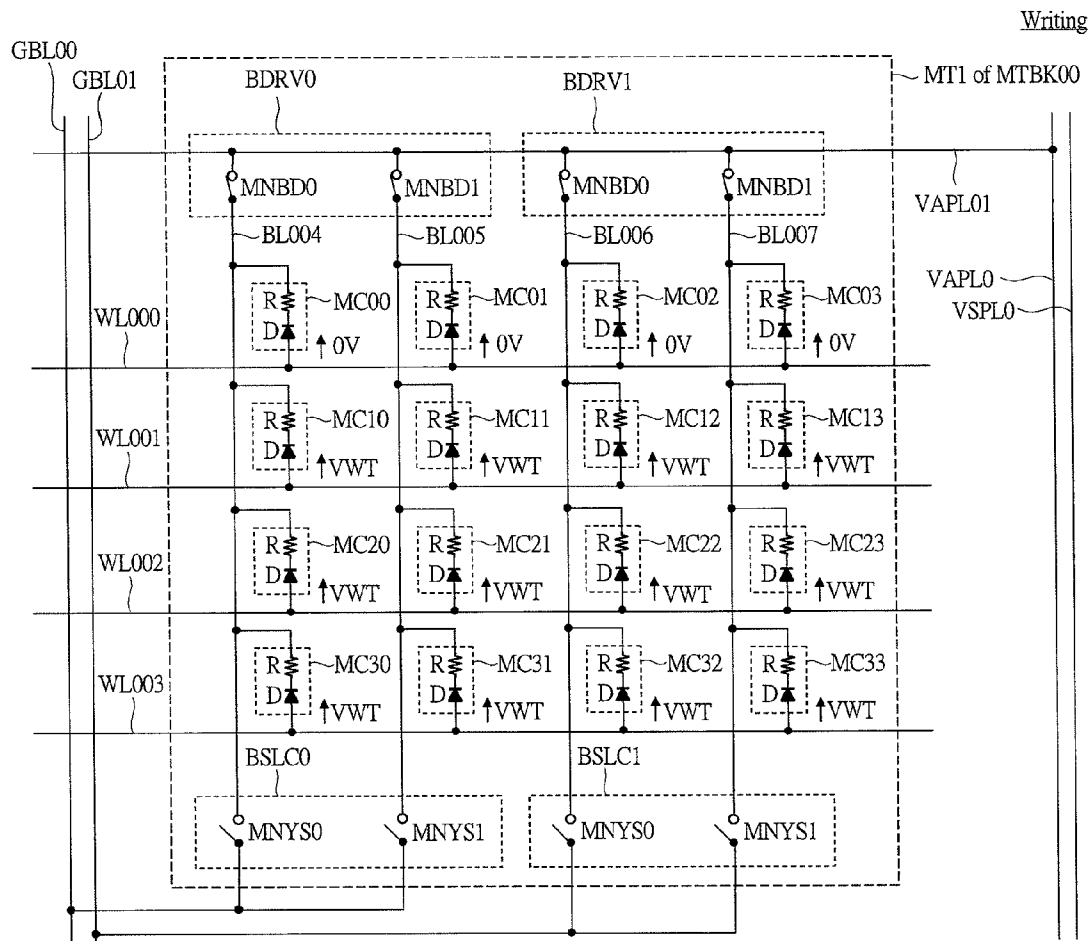 Writing
GBL00
GBL01
BDRV0
BDRV1
MT1 of MTBK00
MNBD0
MNBD1
MNBD0
MNBD1
VAPL01
BL004
BL005
BL006
BL007
VAPL0
VSPL0
WL000
R
D
MC00
0V
R
D
MC01
0V
R
D
MC02
0V
R
D
MC03
0V
WL001
R
D
MC10
VWT
R
D
MC11
VWT
R
D
MC12
VWT
R
D
MC13
VWT
WL002
R
D
MC20
VWT
R
D
MC21
VWT
R
D
MC22
VWT
R
D
MC23
VWT
WL003
R
D
MC30
VWT
R
D
MC31
VWT
R
D
MC32
VWT
R
D
MC33
VWT
BSLC0
BSLC1
MNYS0
MNYS1
MNYS0
MNYS1